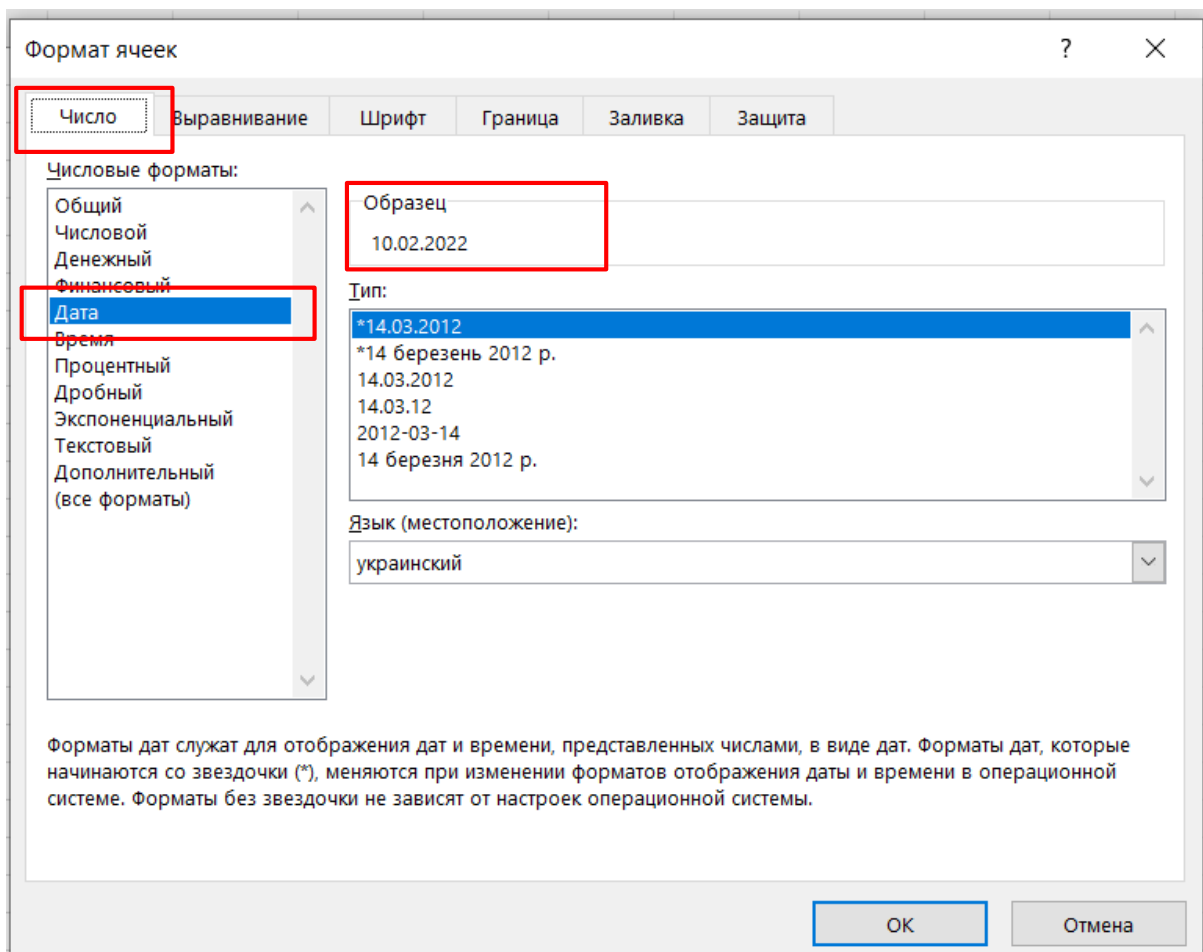 Формат ячеек
?
Число
Выравнивание
Шрифт
Граница
Заливка
Защита
Числовые форматы:
Общий
Числовой
Денежный
Финансовый
Дата
Время
Процентный
Дробный
Экспоненциальный
Текстовый
Дополнительный
(все форматы)
Образец
10.02.2022
Тип:
*14.03.2012
*14 березень 2012 р.
14.03.2012
14.03.12
2012-03-14
14 березня 2012 р.
Язык (местоположение):
украинский
Форматы дат служат для отображения дат и времени, представленных числами, в виде дат. Форматы дат, которые
начинаются со звездочки (*), меняются при изменении форматов отображения даты и времени в операционной
системе. Форматы без звездочки не зависят от настроек операционной системы.
ОК
Отмена